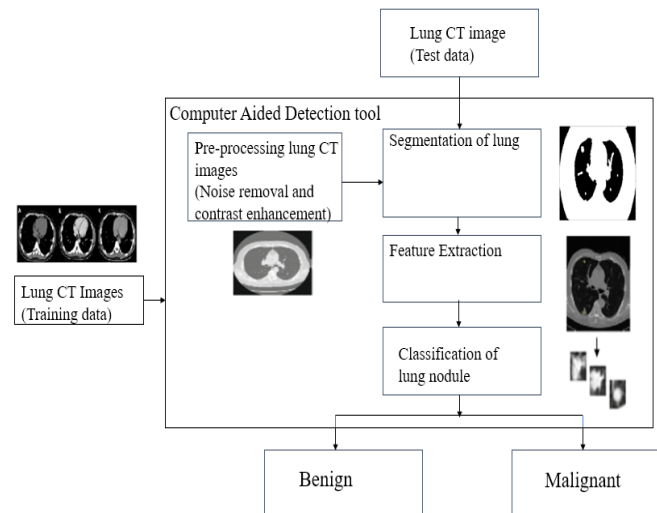 Lung CT image
(Test data)
Computer Aided Detection tool
Pre-processing lung CT
images
(Noise removal and
contrast enhancement)
Segmentation of lung
Feature Extraction
Lung CT Images
(Training data)
Classification of
lung nodule
Benign
Malignant